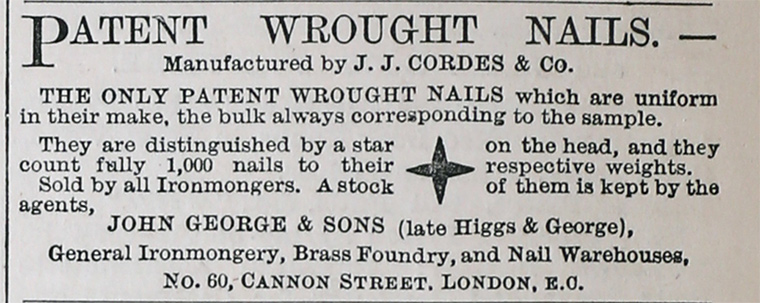 PATENT WROUGHT NAILS. —
Manufactured by J. J. CORDES & Co.
THE ONLY PATENT WROUGHT NAILS which are uniform
in their make, the bulk always corresponding to the sample.
They are distinguished by a star on the head, and they
count fully 1,000 nails to their respective weights.
Sold by all Ironmongers. A stock of them is kept by the
agents,
JOHN GEORGE & SONS (late Higgs & George),
General Ironmongery, Brass Foundry, and Nail Warehouses,
No. 60, CANNON STREET, LONDON, E.C.